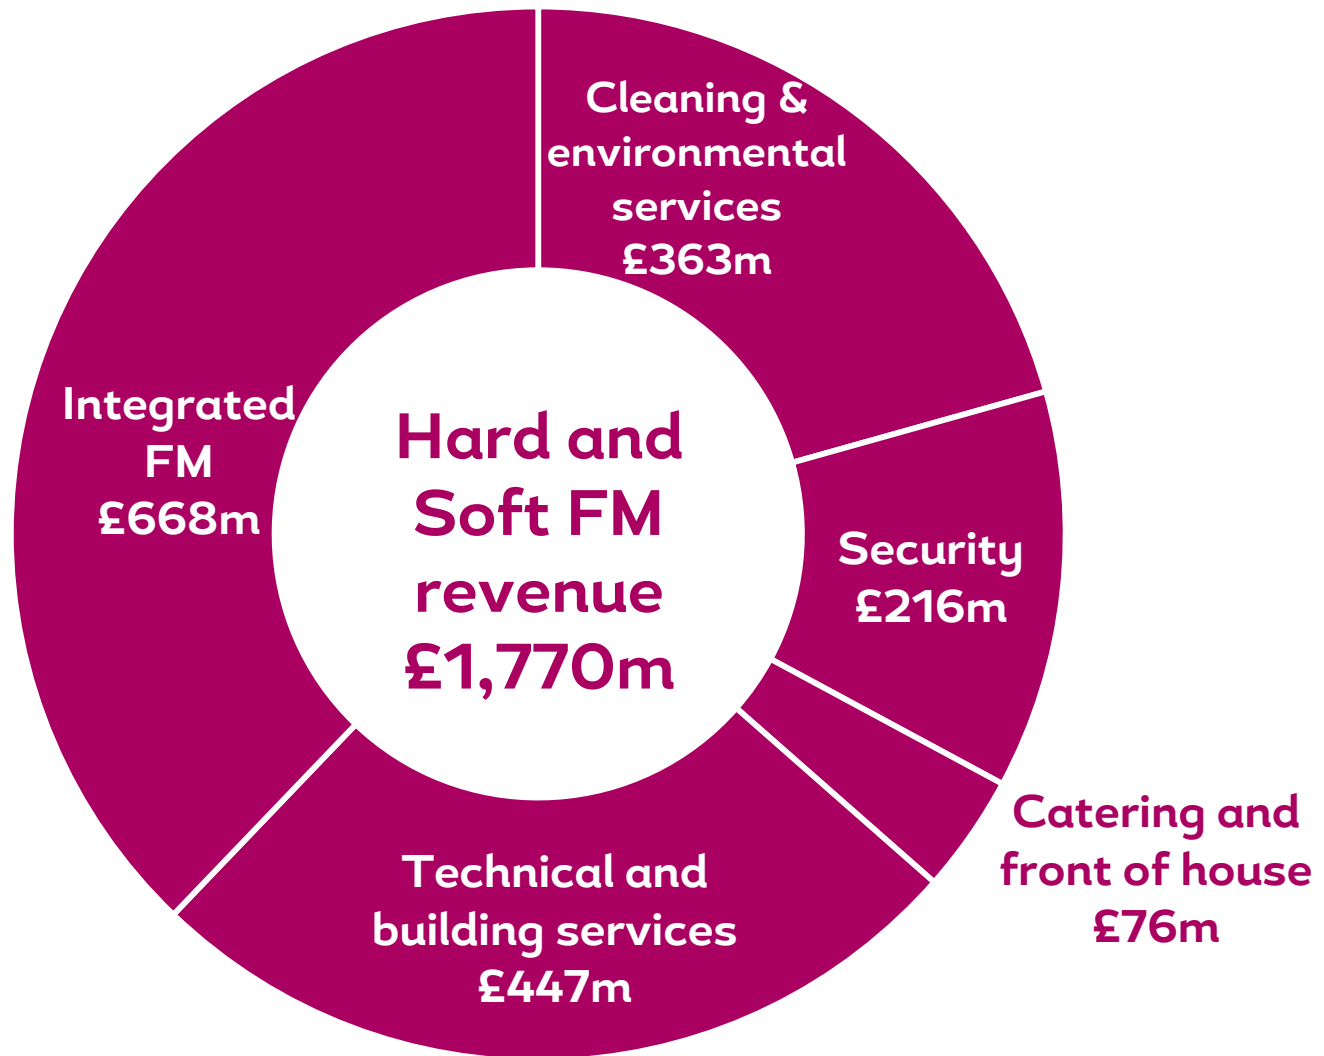 Cleaning &
environmental
services
£363m
Integrated
FM
£668m
Hard and
Soft FM
revenue
£1,770m
Security
£216m
Catering and
front of house
£76m
Technical and
building services
£447m